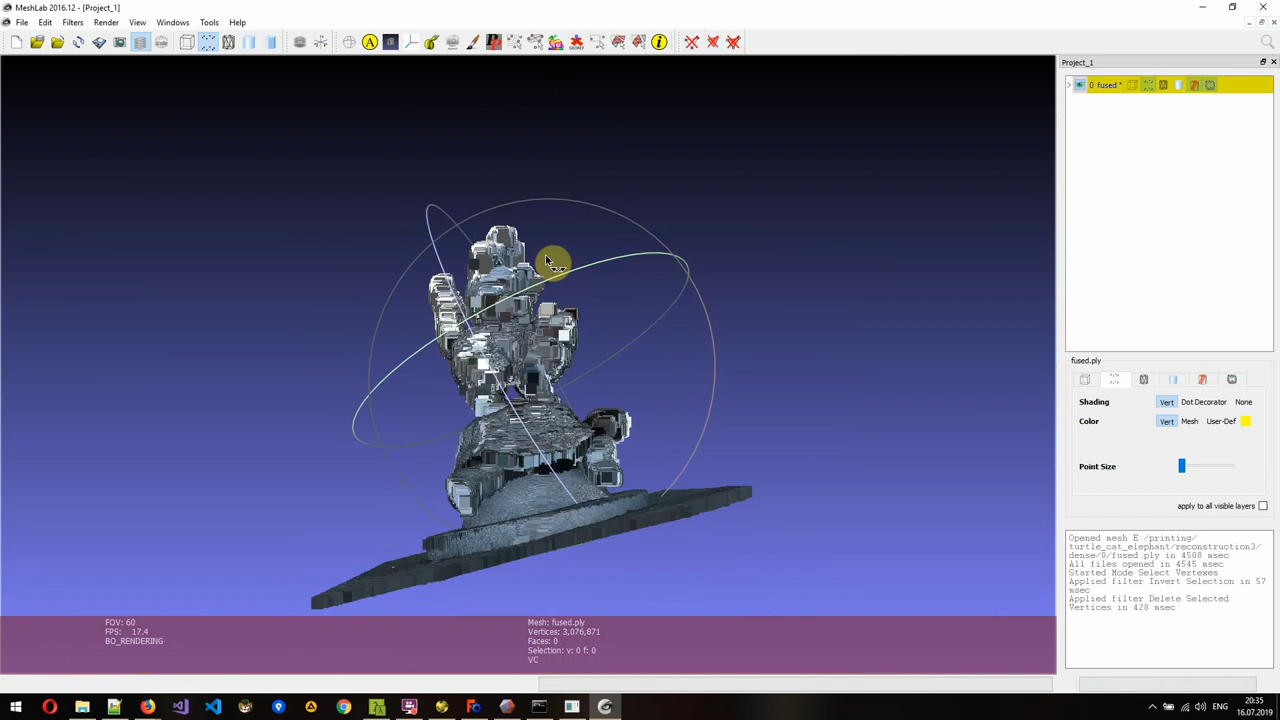 MeshLab 2016.12 - [Project_1]
File Edit Filters Render View Windows Tools Help
Project_1
0 fused *
fused.ply
Shading Vert Dot Decorator None
Color Vert Mesh User-Def
Point Size
apply to all visible layers
Opened mesh E:/printing/
turtle_cat_elephant/reconstruction3/
dense/0/fused.ply in 4508 msec
All files opened in 4545 msec
Started Mode Select Vertexes
Applied filter Invert Selection in 57
msec
Applied filter Delete Selected
Vertices in 428 msec
FOV: 60
FPS: 17.4
BO_RENDERING
Mesh: fused.ply
Vertices: 3,076,871
Faces: 0
Selection: v: 0 f: 0
VC
ENG
20:35
16.07.2019